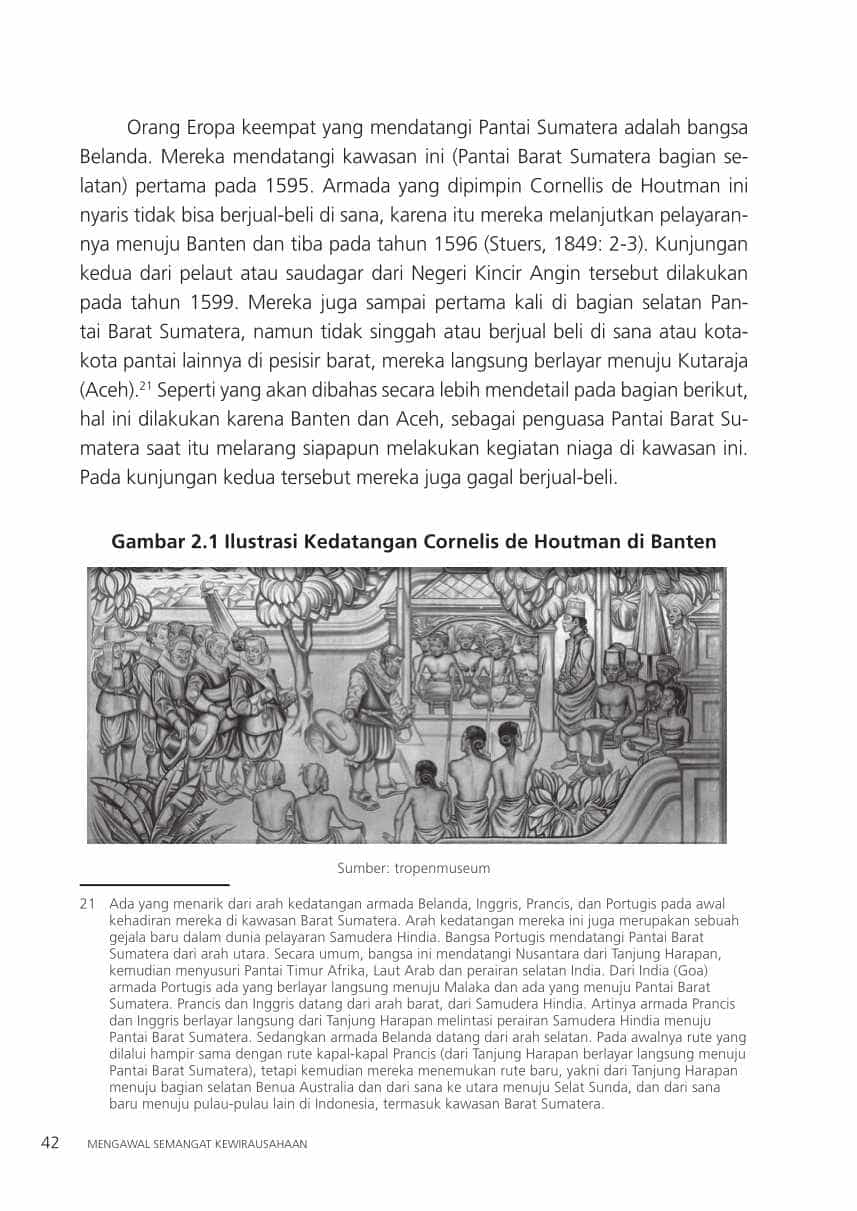 Orang Eropa keempat yang mendatangi Pantai Sumatera adalah bangsa
Belanda. Mereka mendatangi kawasan ini (Pantai Barat Sumatera bagian se-
latan) pertama pada 1595. Armada yang dipimpin Cornellis de Houtman ini
nyaris tidak bisa berjual-beli di sana, karena itu mereka melanjutkan pelayaran-
nya menuju Banten dan tiba pada tahun 1596 (Stuers, 1849: 2-3). Kunjungan
kedua dari pelaut atau saudagar dari Negeri Kincir Angin tersebut dilakukan
pada tahun 1599. Mereka juga sampai pertama kali di bagian selatan Pan-
tai Barat Sumatera, namun tidak singgah atau berjual beli di sana atau kota-
kota pantai lainnya di pesisir barat, mereka langsung berlayar menuju Kutaraja
(Aceh).21 Seperti yang akan dibahas secara lebih mendetail pada bagian berikut,
hal ini dilakukan karena Banten dan Aceh, sebagai penguasa Pantai Barat Su-
matera saat itu melarang siapapun melakukan kegiatan niaga di kawasan ini.
Pada kunjungan kedua tersebut mereka juga gagal berjual-beli.
Gambar 2.1 Ilustrasi Kedatangan Cornelis de Houtman di Banten
Sumber: tropenmuseum
21 Ada yang menarik dari arah kedatangan armada Belanda, Inggris, Prancis, dan Portugis pada awal
kehadiran mereka di kawasan Barat Sumatera. Arah kedatangan mereka ini juga merupakan sebuah
gejala baru dalam dunia pelayaran Samudera Hindia. Bangsa Portugis mendatangi Pantai Barat
Sumatera dari arah utara. Secara umum, bangsa ini mendatangi Nusantara dari Tanjung Harapan,
kemudian menyusuri Pantai Timur Afrika, Laut Arab dan perairan selatan India. Dari India (Goa)
armada Portugis ada yang berlayar langsung menuju Malaka dan ada yang menuju Pantai Barat
Sumatera. Prancis dan Inggris datang dari arah barat, dari Samudera Hindia. Artinya armada Prancis
dan Inggris berlayar langsung dari Tanjung Harapan melintasi perairan Samudera Hindia menuju
Pantai Barat Sumatera. Sedangkan armada Belanda datang dari arah selatan. Pada awalnya rute yang
dilalui hampir sama dengan rute kapal-kapal Prancis (dari Tanjung Harapan berlayar langsung menuju
Pantai Barat Sumatera), tetapi kemudian mereka menemukan rute baru, yakni dari Tanjung Harapan
menuju bagian selatan Benua Australia dan dari sana ke utara menuju Selat Sunda, dan dari sana
baru menuju pulau-pulau lain di Indonesia, termasuk kawasan Barat Sumatera.
42 MENGAWAL SEMANGAT KEWIRAUSAHAAN